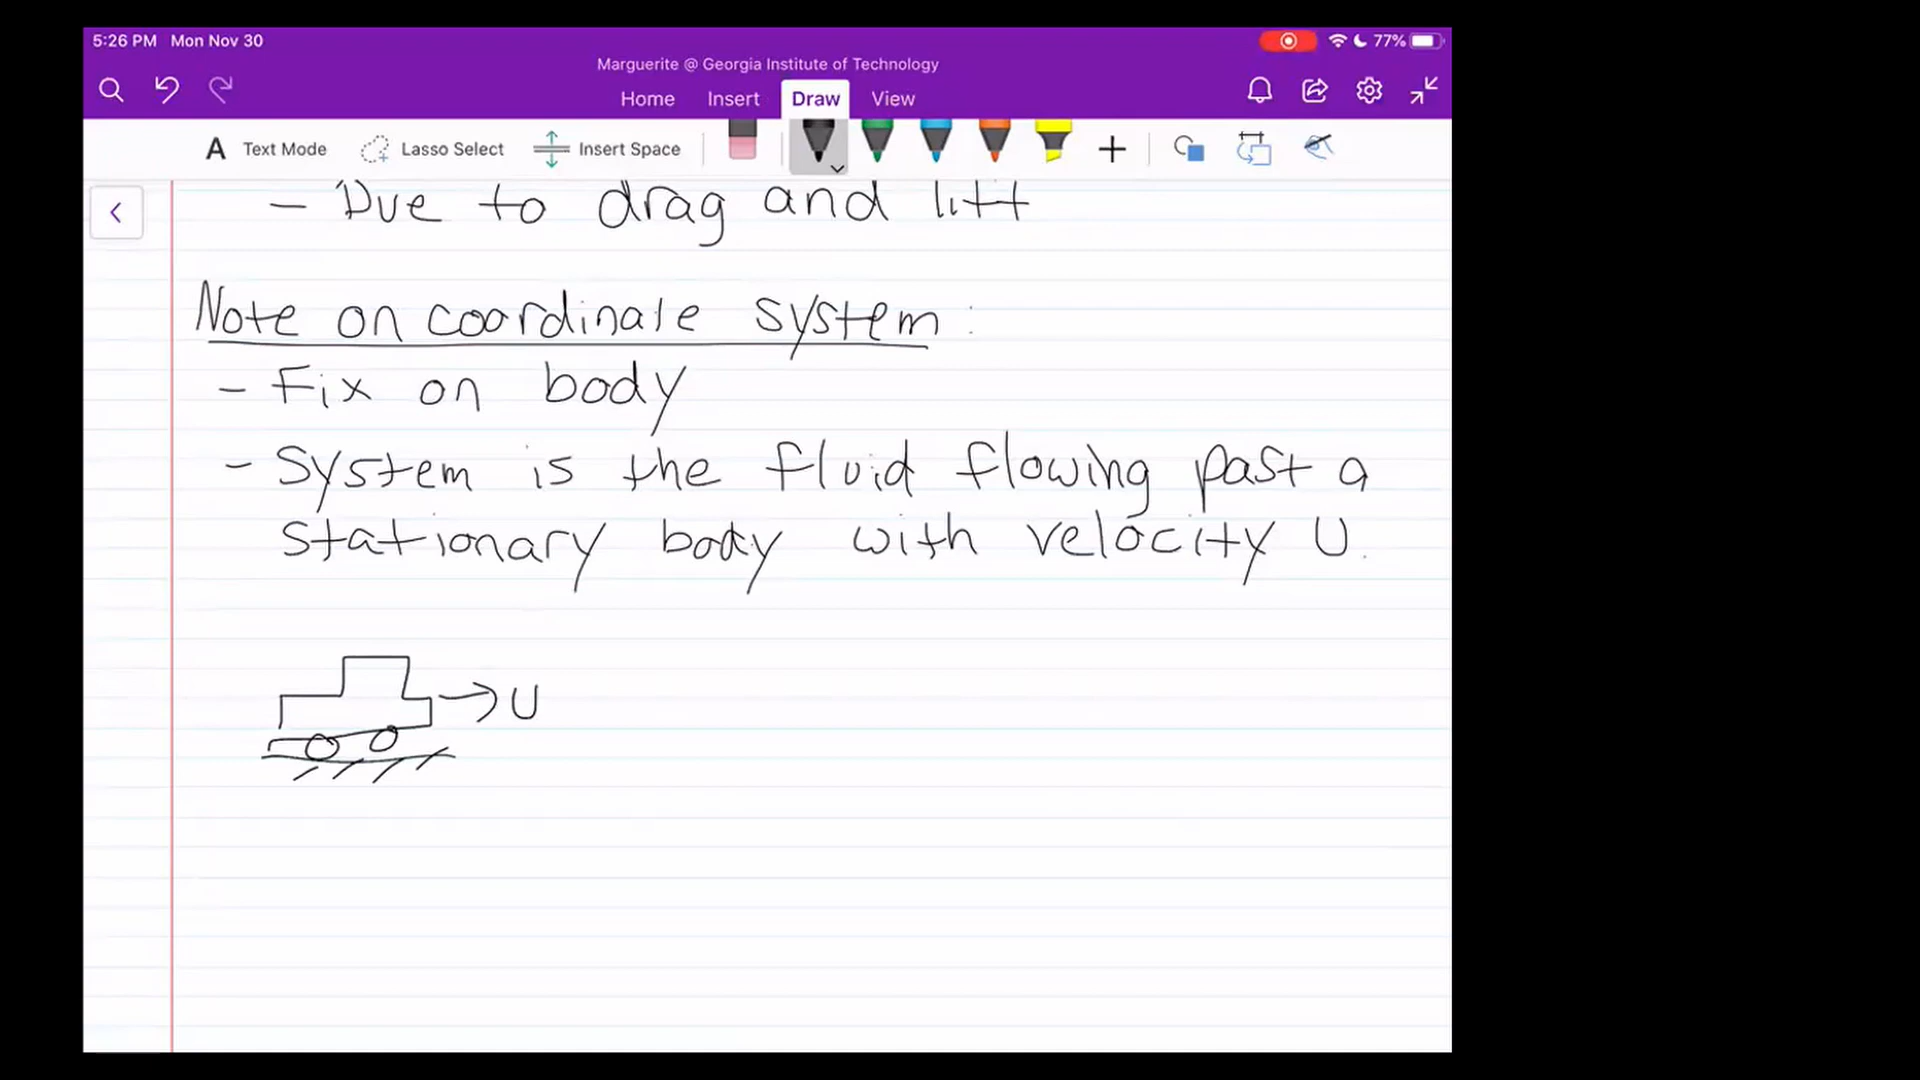 5:26 PM Mon Nov 30
77%
Marguerite @ Georgia Institute of Technology
Home Insert Draw View
A Text Mode Lasso Select Insert Space
- Due to drag and lift
Note on coordinate system:
- Fix on body
- System is the fluid flowing past a
stationary body with velocity U.
U